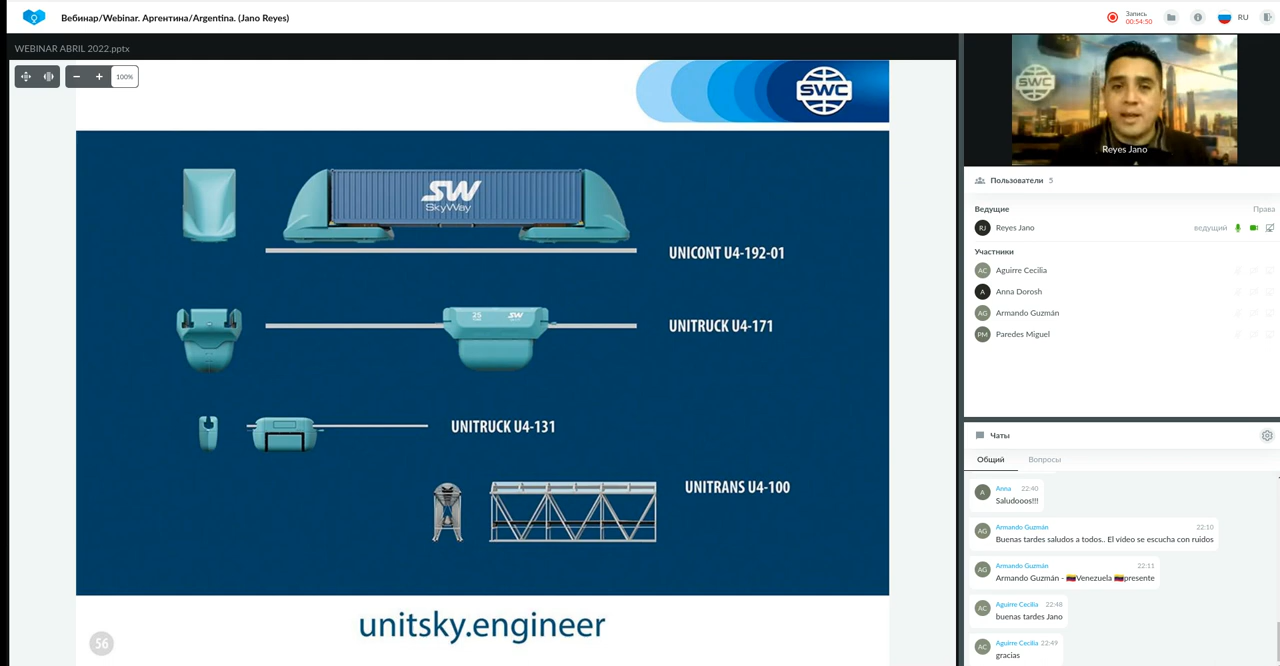 Вебинар/Webinar. Аргентина/Argentina. (Jano Reyes)
Запись
00:54:50
RU
WEBINAR ABRIL 2022.pptx
100%
SWC
SW
SkyWay
UNICONT U4-192-01
25
SW
UNITRUCK U4-171
UNITRUCK U4-131
UNITRANS U4-100
unitsky.engineer
56
SWC
Reyes Jano
Пользователи 5
Ведущие
Права
RJ
Reyes Jano
ведущий
Участники
AC
Aguirre Cecilia
A
Anna Dorosh
AG
Armando Guzmán
PM
Paredes Miguel
Чаты
Общий
Вопросы
A
Anna 22:40
Saludooos!!!
AG
Armando Guzmán 22:10
Buenas tardes saludos a todos.. El vídeo se escucha con ruidos
AG
Armando Guzmán 22:11
Armando Guzmán - 🇻🇪Venezuela 🇻🇪presente
AC
Aguirre Cecilia 22:48
buenas tardes Jano
AC
Aguirre Cecilia 22:49
gracias